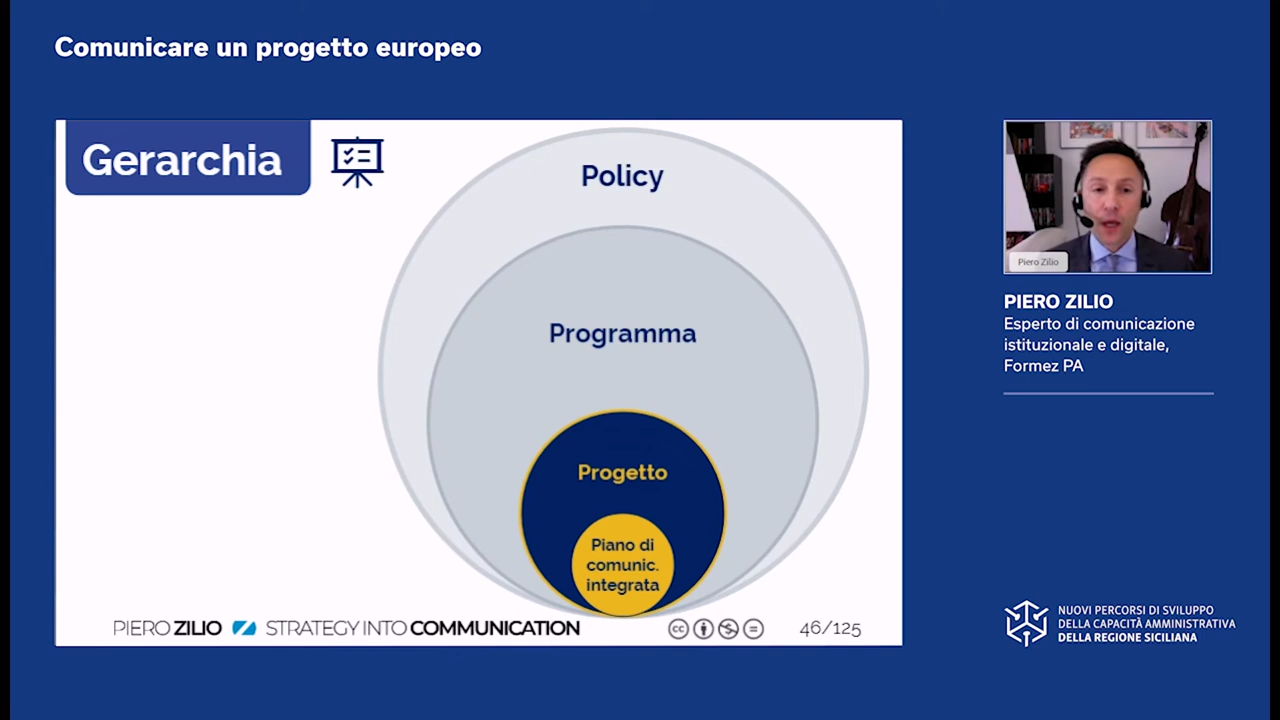 Comunicare un progetto europeo
Gerarchia
Policy
Programma
Progetto
Piano di
comunic.
integrata
PIERO ZILIO STRATEGY INTO COMMUNICATION
cc
46/125
Piero Zilio
PIERO ZILIO
Esperto di comunicazione
istituzionale e digitale,
Formez PA
NUOVI PERCORSI DI SVILUPPO
DELLA CAPACITÀ AMMINISTRATIVA
DELLA REGIONE SICILIANA